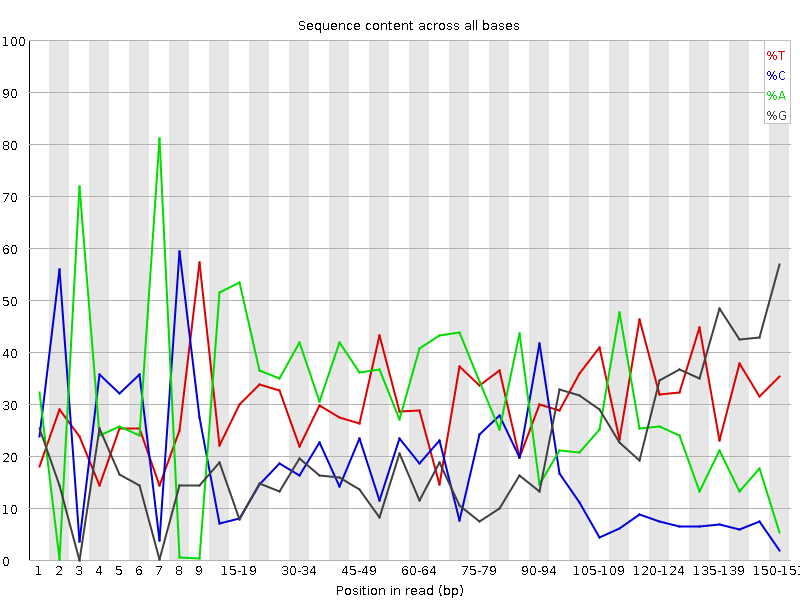 Sequence content across all bases
100
90
80
70
60
50
40
30
20
10
0
%T
%C
%A
%G
1 2 3 4 5 6 7 8 9 15-19 30-34 45-49 60-64 75-79 90-94 105-109 120-124 135-139 150-151
Position in read (bp)